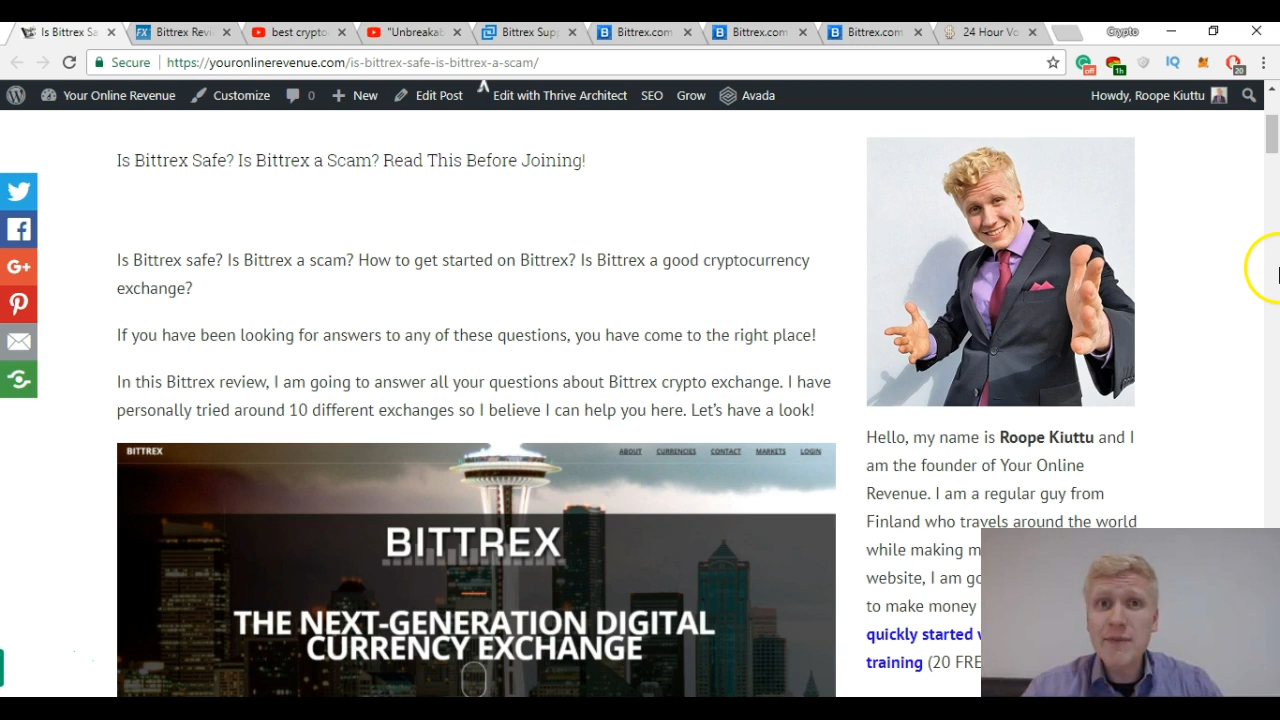 Is Bittrex Sa
Bittrex Revi
best crypto
"Unbreakab
Bittrex Sup
Bittrex.com
Bittrex.com
Bittrex.com
24 Hour Vo
Crypto
Secure
https://youronlinerevenue.com/is-bittrex-safe-is-bittrex-a-scam/
off
1h
IQ
20
Your Online Revenue
Customize
0
New
Edit Post
Edit with Thrive Architect
SEO
Grow
Avada
Howdy, Roope Kiuttu
Is Bittrex Safe? Is Bittrex a Scam? Read This Before Joining!
Is Bittrex safe? Is Bittrex a scam? How to get started on Bittrex? Is Bittrex a good cryptocurrency
exchange?
If you have been looking for answers to any of these questions, you have come to the right place!
In this Bittrex review, I am going to answer all your questions about Bittrex crypto exchange. I have
personally tried around 10 different exchanges so I believe I can help you here. Let's have a look!
BITTREX
ABOUT
CURRENCIES
CONTACT
MARKETS
LOGIN
BITTREX
THE NEXT-GENERATION DIGITAL
CURRENCY EXCHANGE
Hello, my name is Roope Kiuttu and I
am the founder of Your Online
Revenue. I am a regular guy from
Finland who travels around the world
while making m
website, I am go
to make money
quickly started
training (20 FRE